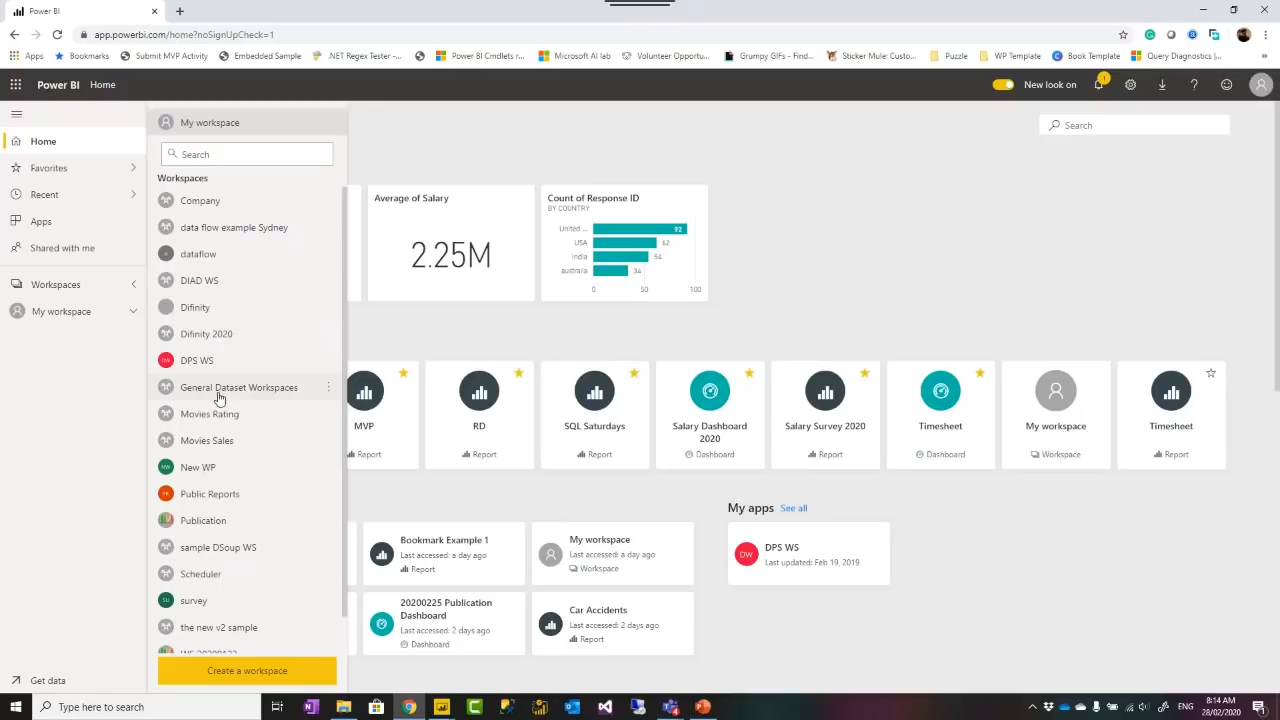 Power BI
app.powerbi.com/home?noSignUpCheck=1
Apps
Bookmarks
Submit MVP Activity
Embedded Sample
.NET Regex Tester -...
Power BI Cmdlets r...
Microsoft AI lab
Volunteer Opportu...
Grumpy GIFs - Find...
Sticker Mule: Custo...
Puzzle
WP Template
Book Template
Power BI
Home
New look on
1
Home
Favorites
Recent
Apps
Shared with me
Workspaces
My workspace
Get data
My workspace
Search
Workspaces
Company
data flow example Sydney
dataflow
DIAD WS
Difinity
Difinity 2020
DW
DPS WS
General Dataset Workspaces
Movies Rating
Movies Sales
NW
New WP
PR
Public Reports
Publication
sample DSoup WS
Scheduler
SU
survey
the new v2 sample
Create a workspace
Search
Average of Salary
2.25M
Count of Response ID
BY COUNTRY
United ...
92
USA
62
India
54
australia
34
0
50
100
MVP
Report
RD
Report
SQL Saturdays
Report
Salary Dashboard
2020
Dashboard
Salary Survey 2020
Report
Timesheet
Dashboard
My workspace
Workspace
Timesheet
Report
Bookmark Example 1
Last accessed: a day ago
Report
My workspace
Last accessed: a day ago
Workspace
20200225 Publication
Dashboard
Last accessed: 2 days ago
Dashboard
Car Accidents
Last accessed: 2 days ago
Report
My apps
See all
DW
DPS WS
Last updated: Feb 19, 2019
Type here to search
8:14 AM
28/02/2020